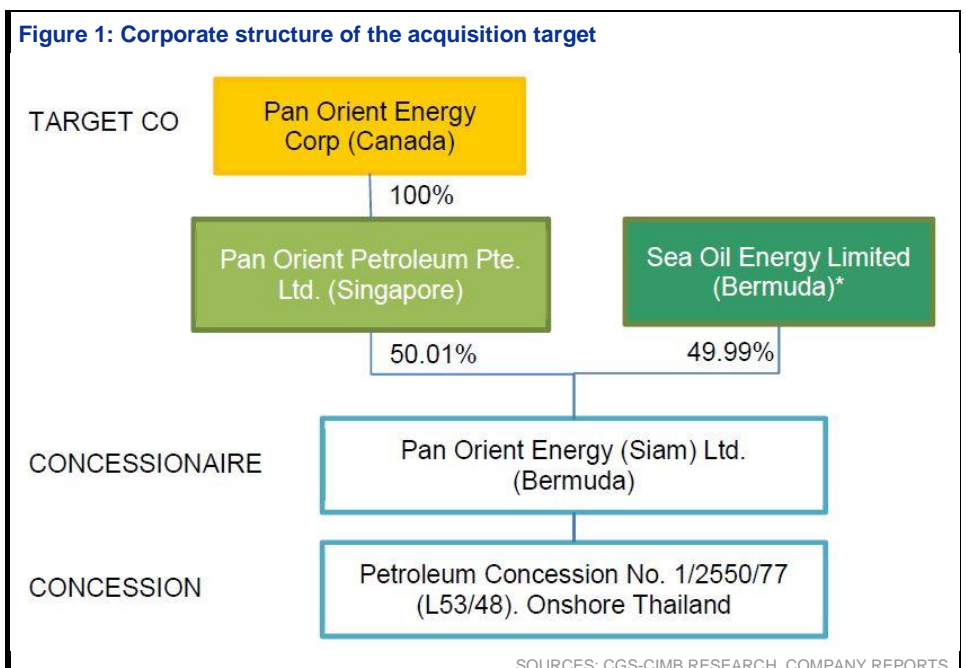 Figure 1: Corporate structure of the acquisition target
TARGET CO
Pan Orient Energy
Corp (Canada)
100%
Pan Orient Petroleum Pte.
Ltd. (Singapore)
Sea Oil Energy Limited
(Bermuda)*
50.01%
49.99%
CONCESSIONAIRE
Pan Orient Energy (Siam) Ltd.
(Bermuda)
CONCESSION
Petroleum Concession No. 1/2550/77
(L53/48). Onshore Thailand
SOURCES: CGS-CIMB RESEARCH, COMPANY REPORTS